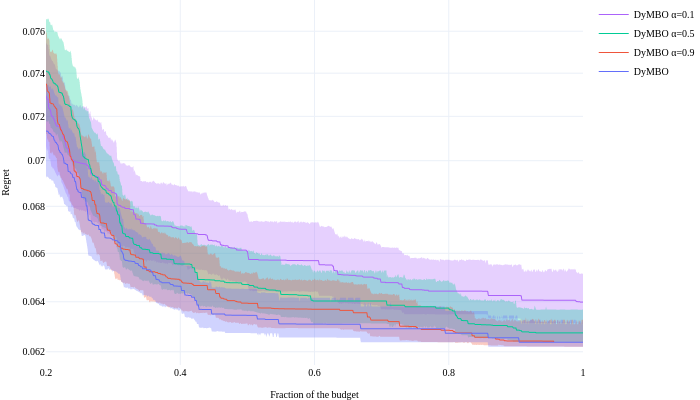 DyMBO α=0.1
DyMBO α=0.5
DyMBO α=0.9
DyMBO
0.076
0.074
0.072
0.07
0.068
0.066
0.064
0.062
Regret
0.2 0.4 0.6 0.8 1
Fraction of the budget